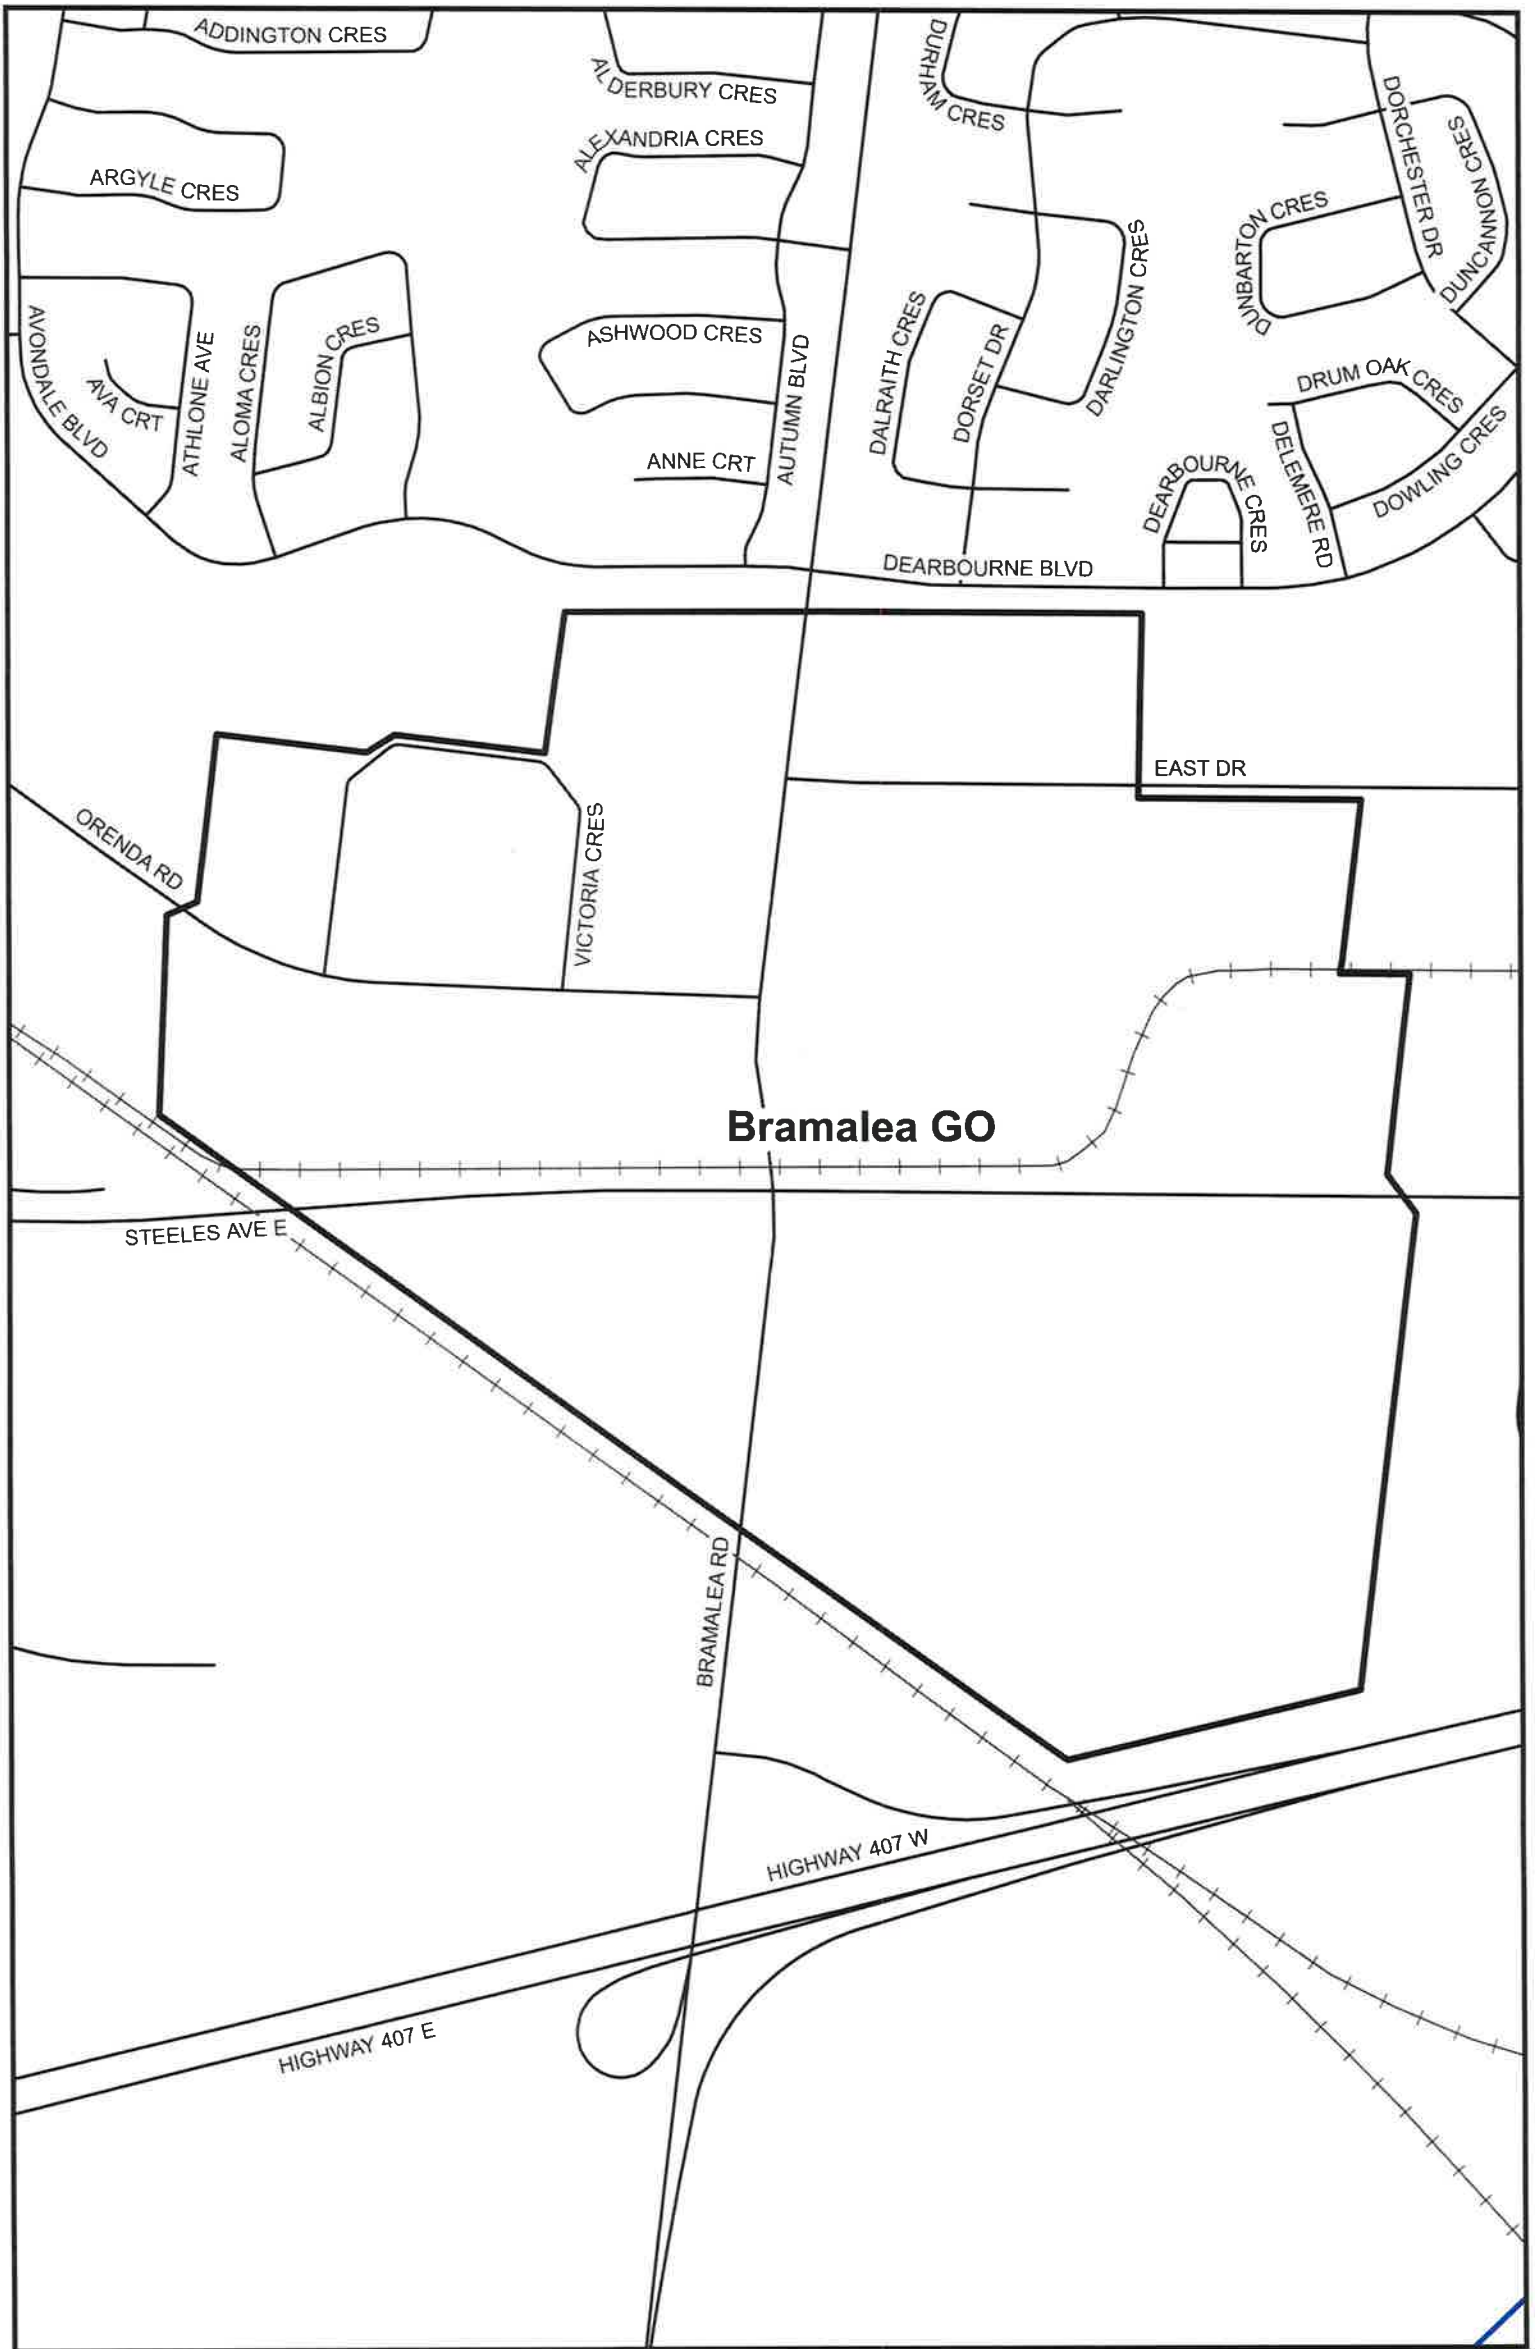 ADDINGTON CRES
ALDERBURY CRES
DURHAM CRES
DORCHESTER DR
DUNCANNON CRES
ALEXANDRIA CRES
ARGYLE CRES
DUNBARTON CRES
DARLINGTON CRES
AVONDALE BLVD
AVA CRT
ATHLONE AVE
ALOMA CRES
ALBION CRES
ASHWOOD CRES
AUTUMN BLVD
DALRAITH CRES
DORSET DR
DRUM OAK CRES
DELEMERE RD
DOWLING CRES
ANNE CRT
DEARBOURNE CRES
DEARBOURNE BLVD
EAST DR
ORENDA RD
VICTORIA CRES
Bramalea GO
STEELES AVE E
BRAMALEA RD
HIGHWAY 407 W
HIGHWAY 407 E